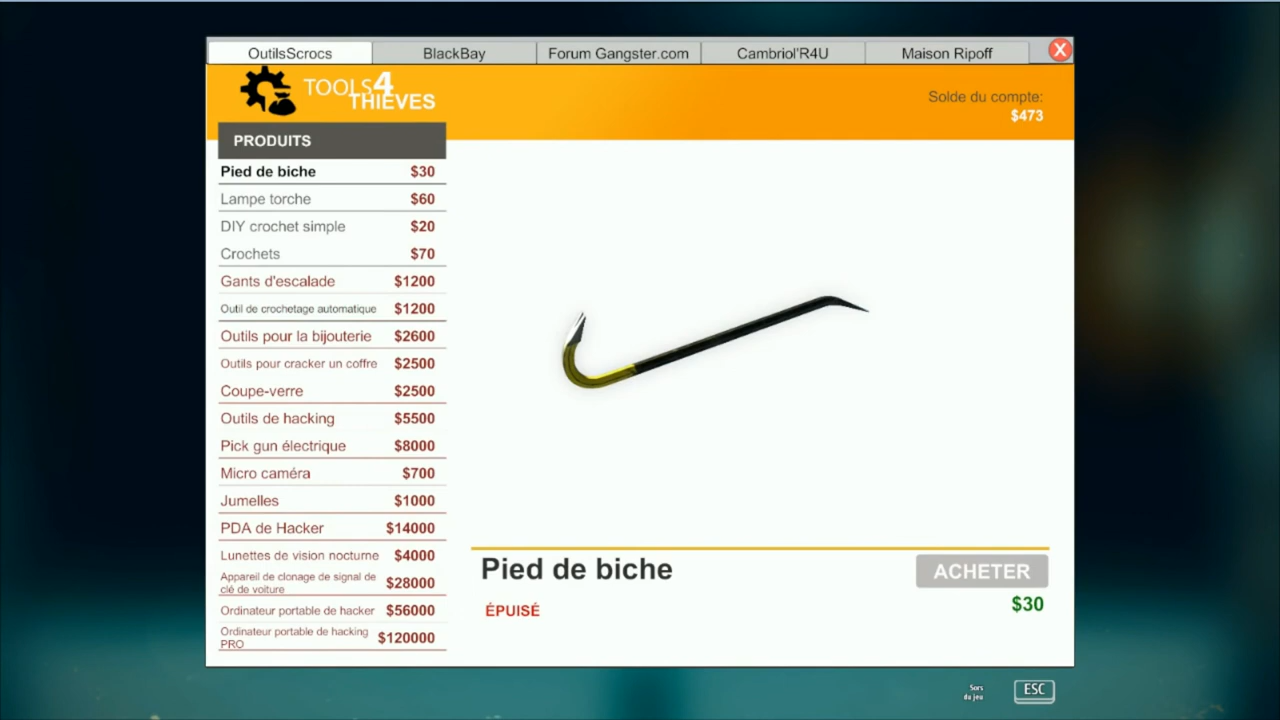 OutilsScrocs BlackBay Forum Gangster.com Cambriol'R4U Maison Ripoff X
TOOLS4
THIEVES
Solde du compte:
$473
PRODUITS
Pied de biche $30
Lampe torche $60
DIY crochet simple $20
Crochets $70
Gants d'escalade $1200
Outil de crochetage automatique $1200
Outils pour la bijouterie $2600
Outils pour cracker un coffre $2500
Coupe-verre $2500
Outils de hacking $5500
Pick gun électrique $8000
Micro caméra $700
Jumelles $1000
PDA de Hacker $14000
Lunettes de vision nocturne $4000
Appareil de clonage de signal de
clé de voiture $28000
Ordinateur portable de hacker $56000
Ordinateur portable de hacking
PRO $120000
Pied de biche
ACHETER
ÉPUISÉ
$30
Sors
du jeu
ESC